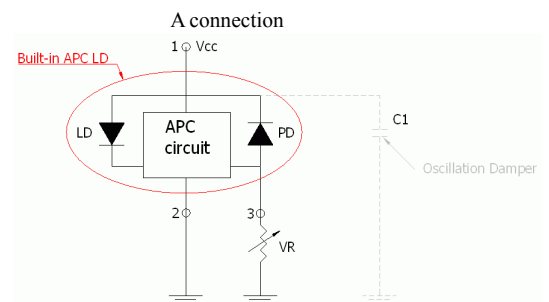 A connection
1 Vcc
Built-in APC LD
LD
APC
circuit
PD
C1
Oscillation Damper
2
3
VR